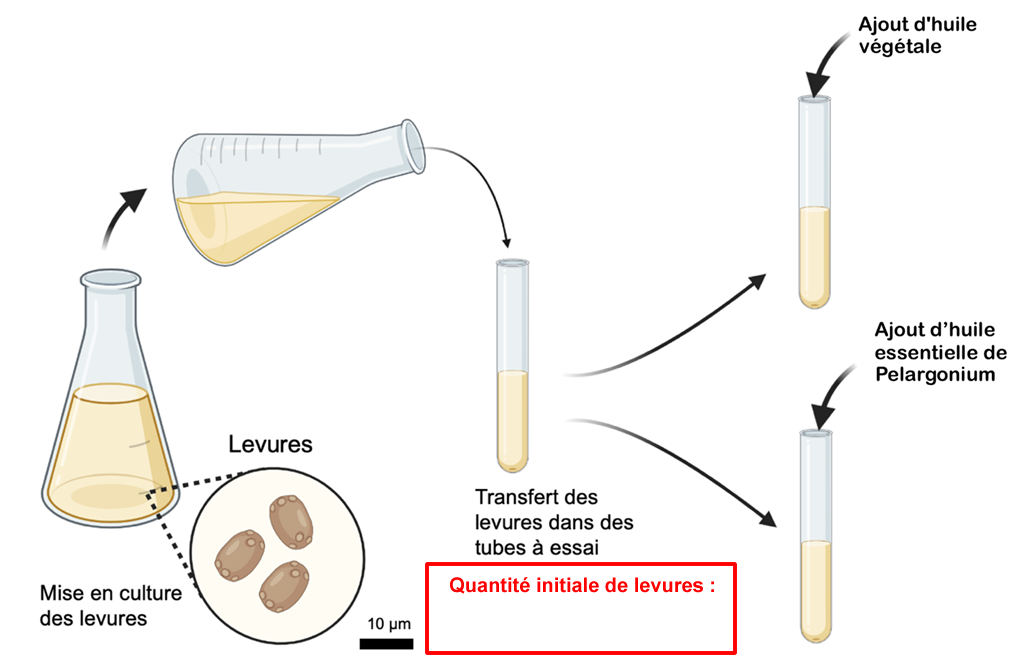 Ajout d'huile
végétale
Ajout d’huile
essentielle de
Pelargonium
Levures
Transfert des
levures dans des
tubes à essai
Quantité initiale de levures :
Mise en culture
des levures
10 µm